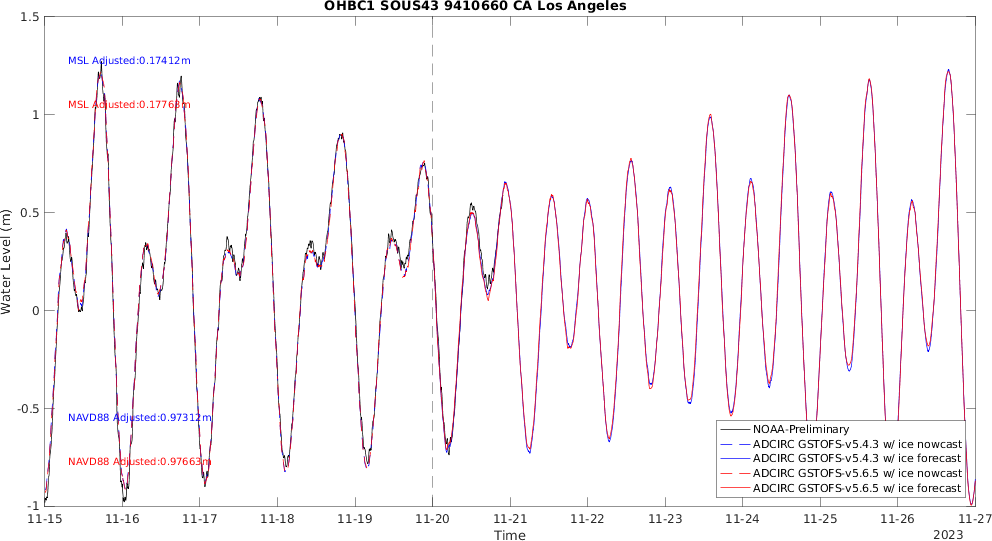 OHBC1 SOUS43 9410660 CA Los Angeles
1.5
1
0.5
0
-0.5
-1
Water Level (m)
MSL Adjusted:0.17412m
MSL Adjusted:0.17763m
NAVD88 Adjusted:0.97312m
NAVD88 Adjusted:0.97663m
NOAA-Preliminary
ADCIRC GSTOFS-v5.4.3 w/ ice nowcast
ADCIRC GSTOFS-v5.4.3 w/ ice forecast
ADCIRC GSTOFS-v5.6.5 w/ ice nowcast
ADCIRC GSTOFS-v5.6.5 w/ ice forecast
11-15 11-16 11-17 11-18 11-19 11-20 11-21 11-22 11-23 11-24 11-25 11-26 11-27
Time
2023